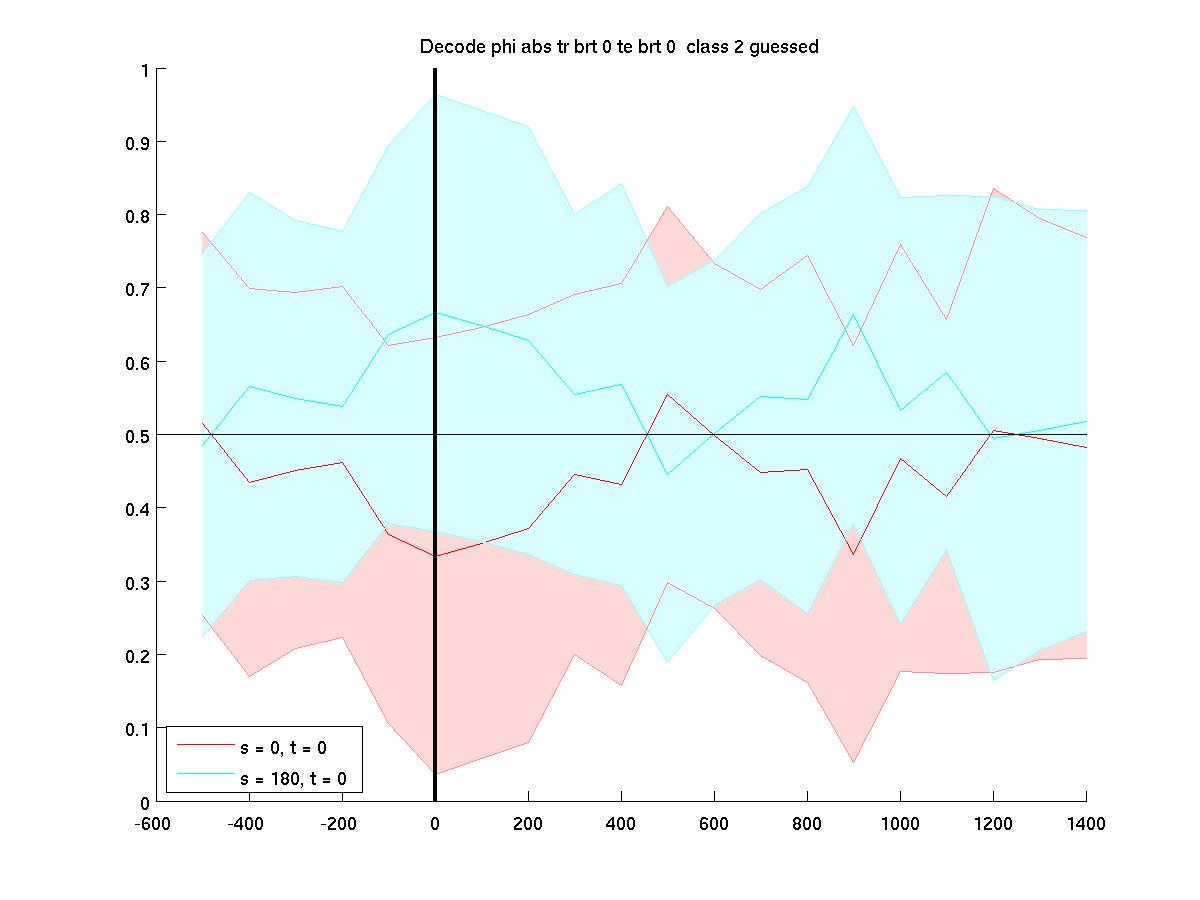 Decode phi abs tr brt 0 te brt 0  class 2 guessed
1
0.9
0.8
0.7
0.6
0.5
0.4
0.3
0.2
0.1
0
s = 0, t = 0
s = 180, t = 0
-600 -400 -200 0 200 400 600 800 1000 1200 1400